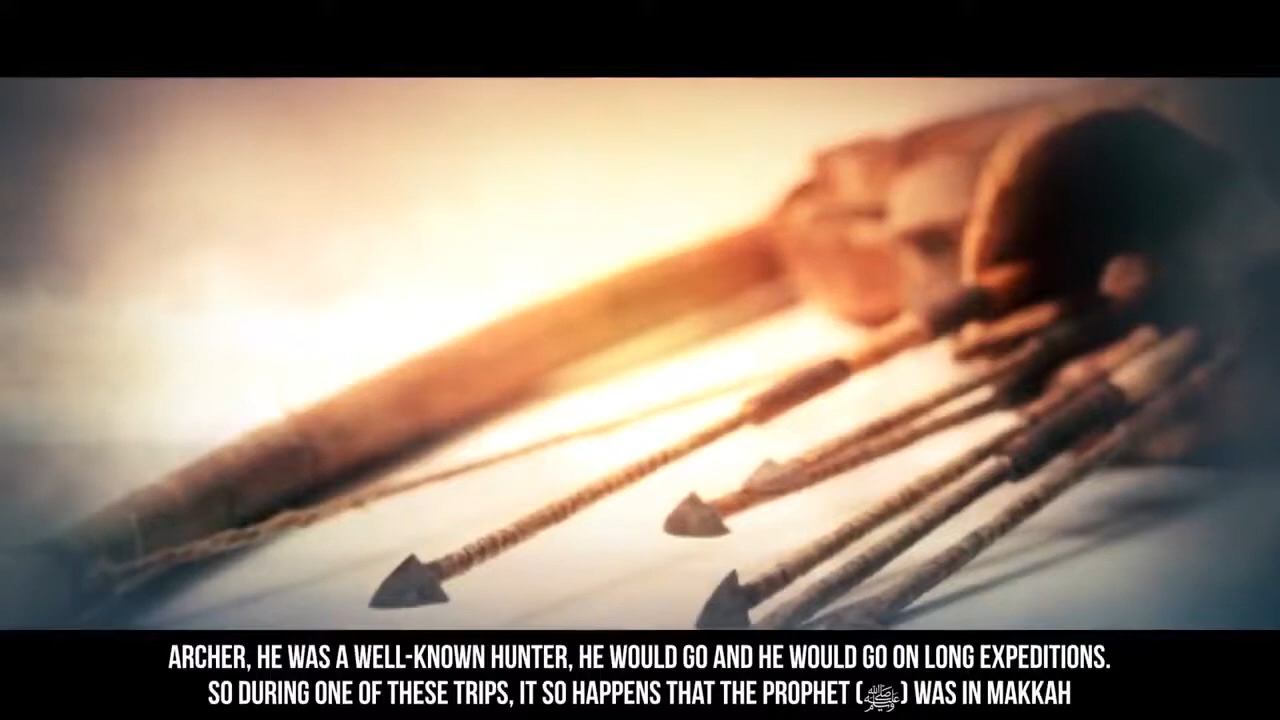 ARCHER, HE WAS A WELL-KNOWN HUNTER, HE WOULD GO AND HE WOULD GO ON LONG EXPEDITIONS.
SO DURING ONE OF THESE TRIPS, IT SO HAPPENS THAT THE PROPHET (ﷺ) WAS IN MAKKAH